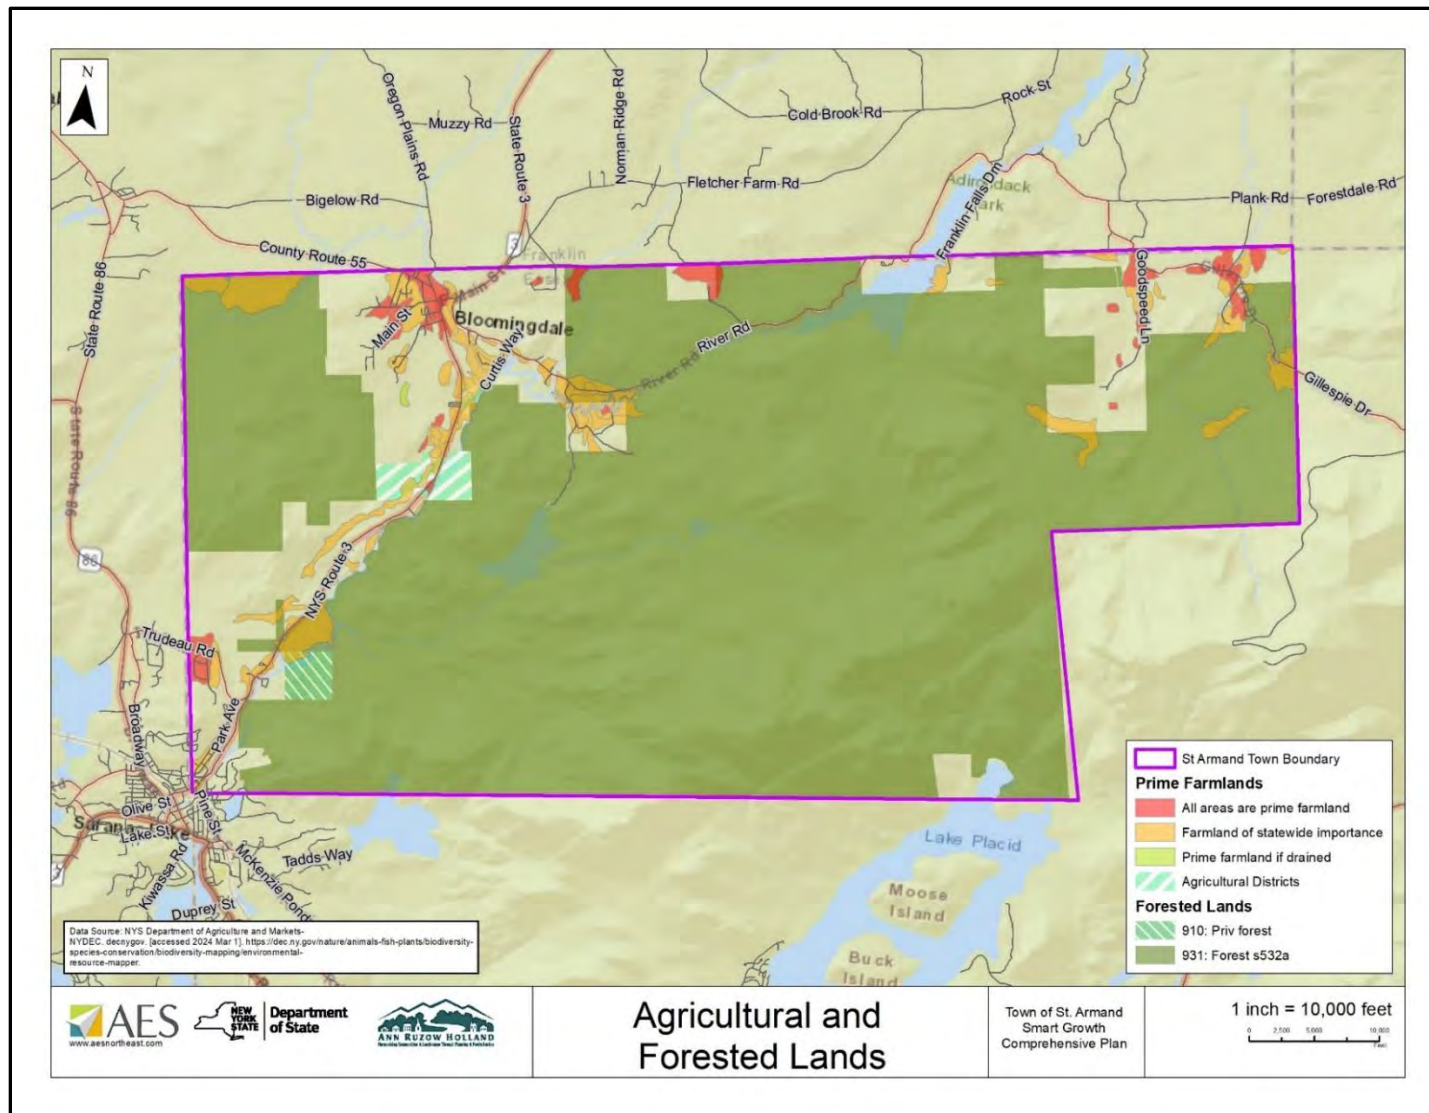 N
Oregon Plains Rd
Muzzy Rd
State Route 3
Norman Ridge Rd
Cold Brook Rd
Rock St
Bigelow Rd
Fletcher Farm Rd
Adirondack
Park
Franklin Falls Dm
Plank Rd
Forestdale Rd
County Route 55
3
Franklin
State Route 86
Main St
Main St
Bloomingdale
Curtis Way
River Rd
River Rd
Goodspeed Ln
Gillespie Dr
State Route 86
86
NYS Route 3
Trudeau Rd
Park Ave
Broadway
Olive St
Pine St
Lake St
Kiwassa Rd
McKenzie Pond
Tadds Way
Duprey St
Lake Placid
Moose
Island
Buck
Island
St Armand Town Boundary
Prime Farmlands
All areas are prime farmland
Farmland of statewide importance
Prime farmland if drained
Agricultural Districts
Forested Lands
910: Priv forest
931: Forest s532a
Data Source: NYS Department of Agriculture and Markets-
NYDEC. decnygov. [accessed 2024 Mar 1]. https://dec.ny.gov/nature/animals-fish-plants/biodiversity-
species-conservation/biodiversity-mapping/environmental-
resource-mapper.
AES
www.aesnortheast.com
NEW
YORK
STATE
Department
of State
ANN RUZOW HOLLAND
Agricultural and
Forested Lands
Town of St. Armand
Smart Growth
Comprehensive Plan
1 inch = 10,000 feet
0 2,500 5,000 10,000
Feet